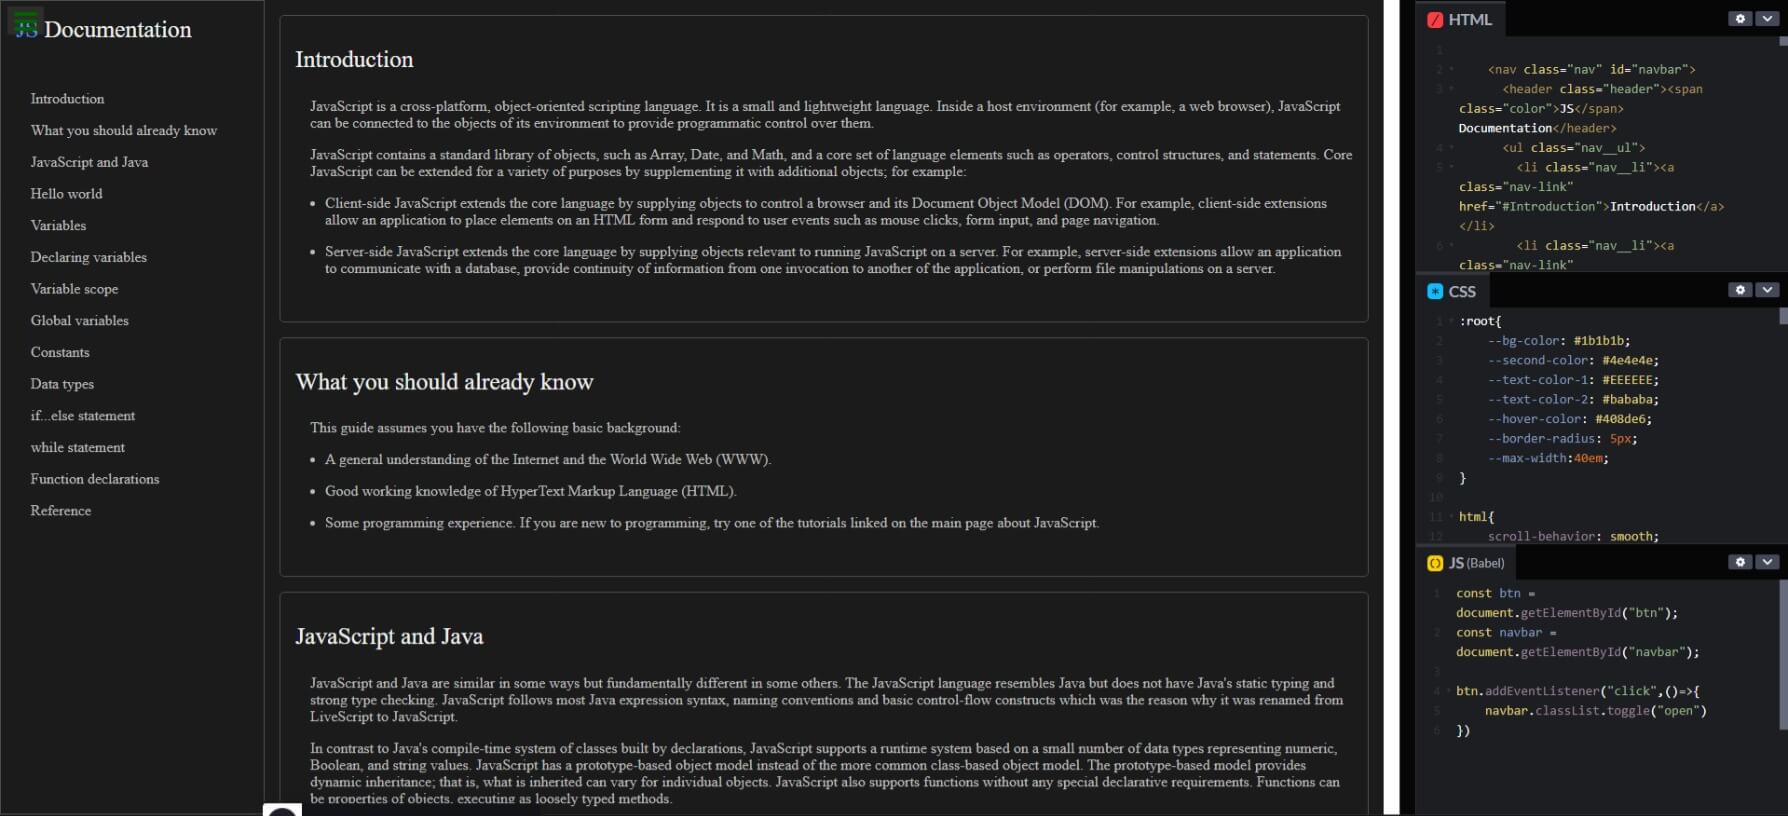 JS Documentation
Introduction
What you should already know
JavaScript and Java
Hello world
Variables
Declaring variables
Variable scope
Global variables
Constants
Data types
if...else statement
while statement
Function declarations
Reference
Introduction
JavaScript is a cross-platform, object-oriented scripting language. It is a small and lightweight language. Inside a host environment (for example, a web browser), JavaScript
can be connected to the objects of its environment to provide programmatic control over them.
JavaScript contains a standard library of objects, such as Array, Date, and Math, and a core set of language elements such as operators, control structures, and statements. Core
JavaScript can be extended for a variety of purposes by supplementing it with additional objects; for example:
• Client-side JavaScript extends the core language by supplying objects to control a browser and its Document Object Model (DOM). For example, client-side extensions
allow an application to place elements on an HTML form and respond to user events such as mouse clicks, form input, and page navigation.
• Server-side JavaScript extends the core language by supplying objects relevant to running JavaScript on a server. For example, server-side extensions allow an application
to communicate with a database, provide continuity of information from one invocation to another of the application, or perform file manipulations on a server.
What you should already know
This guide assumes you have the following basic background:
• A general understanding of the Internet and the World Wide Web (WWW).
• Good working knowledge of HyperText Markup Language (HTML).
• Some programming experience. If you are new to programming, try one of the tutorials linked on the main page about JavaScript.
JavaScript and Java
JavaScript and Java are similar in some ways but fundamentally different in some others. The JavaScript language resembles Java but does not have Java's static typing and
strong type checking. JavaScript follows most Java expression syntax, naming conventions and basic control-flow constructs which was the reason why it was renamed from
LiveScript to JavaScript.
In contrast to Java's compile-time system of classes built by declarations, JavaScript supports a runtime system based on a small number of data types representing numeric,
Boolean, and string values. JavaScript has a prototype-based object model instead of the more common class-based object model. The prototype-based model provides
dynamic inheritance; that is, what is inherited can vary for individual objects. JavaScript also supports functions without any special declarative requirements. Functions can
be properties of objects, executing as loosely typed methods.
HTML
1
2 <nav class="nav" id="navbar">
3 <header class="header"><span
class="color">JS</span>
Documentation</header>
4 <ul class="nav__ul">
5 <li class="nav__li"><a
class="nav-link"
href="#Introduction">Introduction</a>
</li>
6 <li class="nav__li"><a
class="nav-link"
CSS
1 :root{
2 --bg-color: #1b1b1b;
3 --second-color: #4e4e4e;
4 --text-color-1: #EEEEEE;
5 --text-color-2: #bababa;
6 --hover-color: #408de6;
7 --border-radius: 5px;
8 --max-width:40em;
9 }
10
11 html{
12 scroll-behavior: smooth;
JS (Babel)
1 const btn =
document.getElementById("btn");
2 const navbar =
document.getElementById("navbar");
3
4 btn.addEventListener("click",()=>{
5 navbar.classList.toggle("open")
6 })